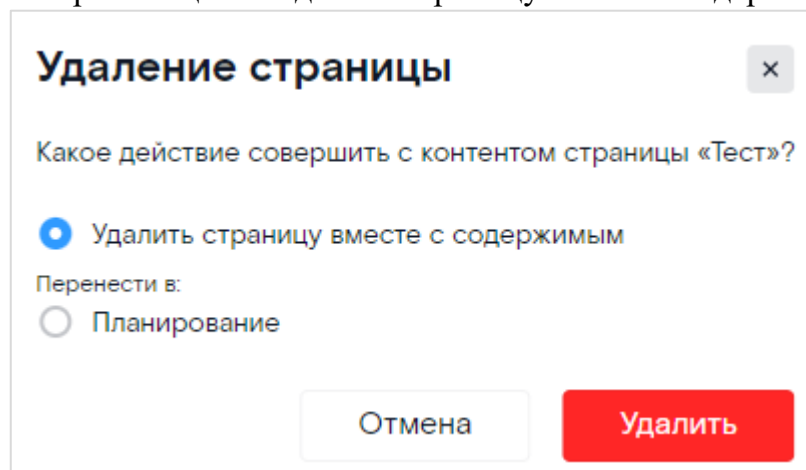 Удаление страницы
×
Какое действие совершить с контентом страницы «Тест»?
Удалить страницу вместе с содержимым
Перенести в:
Планирование
Отмена
Удалить